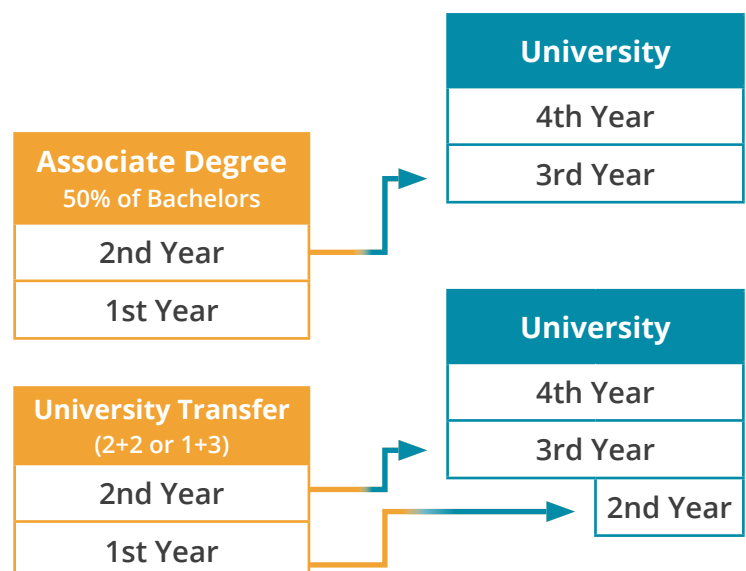 University
4th Year
3rd Year
Associate Degree
50% of Bachelors
2nd Year
1st Year
University
4th Year
3rd Year
2nd Year
University Transfer
(2+2 or 1+3)
2nd Year
1st Year